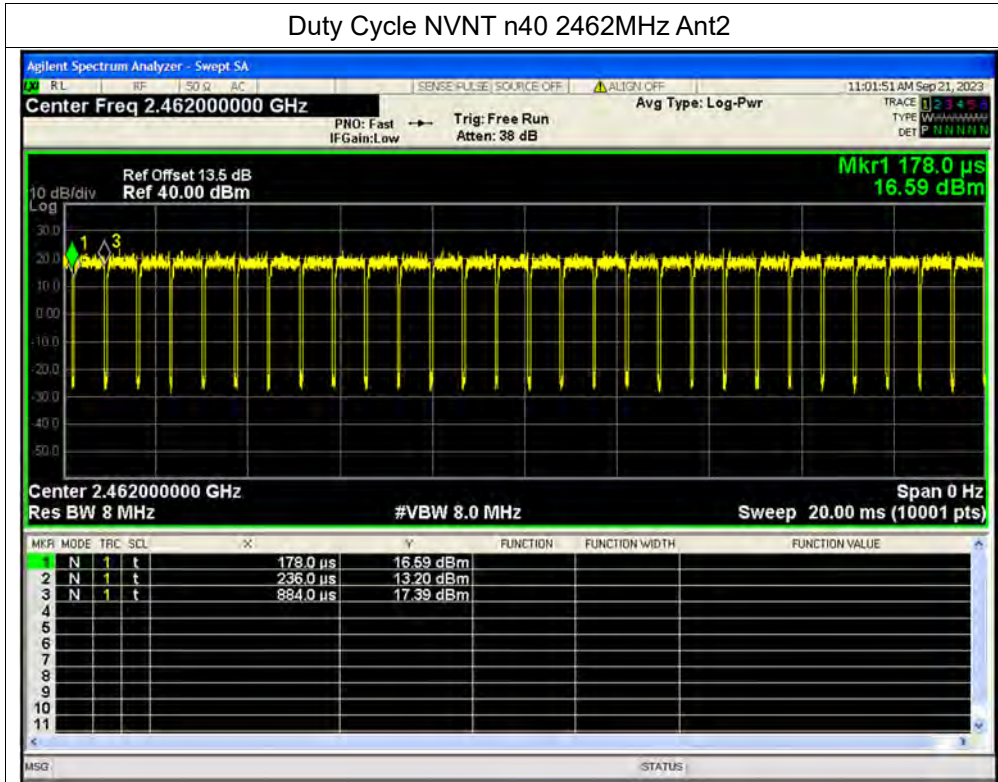 Duty Cycle NVNT n40 2462MHz Ant2
Agilent Spectrum Analyzer - Swept SA
LXI RL RF 50 Ω AC SENSE:PULSE SOURCE OFF ALIGN OFF 11:01:51 AM Sep 21, 2023
Center Freq 2.462000000 GHz Avg Type: Log-Pwr TRACE 1 2 3 4 5 6
PNO: Fast Trig: Free Run TYPE W
IFGain:Low Atten: 38 dB DET P N N N N N
Mkr1 178.0 µs
Ref Offset 13.5 dB
10 dB/div Ref 40.00 dBm 16.59 dBm
Log
30.0
1 3
20.0
10.0
0.00
-10.0
-20.0
-30.0
-40.0
-50.0
Center 2.462000000 GHz Span 0 Hz
Res BW 8 MHz #VBW 8.0 MHz Sweep 20.00 ms (10001 pts)
MKR MODE TRC SCL X Y FUNCTION FUNCTION WIDTH FUNCTION VALUE
1 N 1 t 178.0 µs 16.59 dBm
2 N 1 t 236.0 µs 13.20 dBm
3 N 1 t 884.0 µs 17.39 dBm
4
5
6
7
8
9
10
11
MSG STATUS